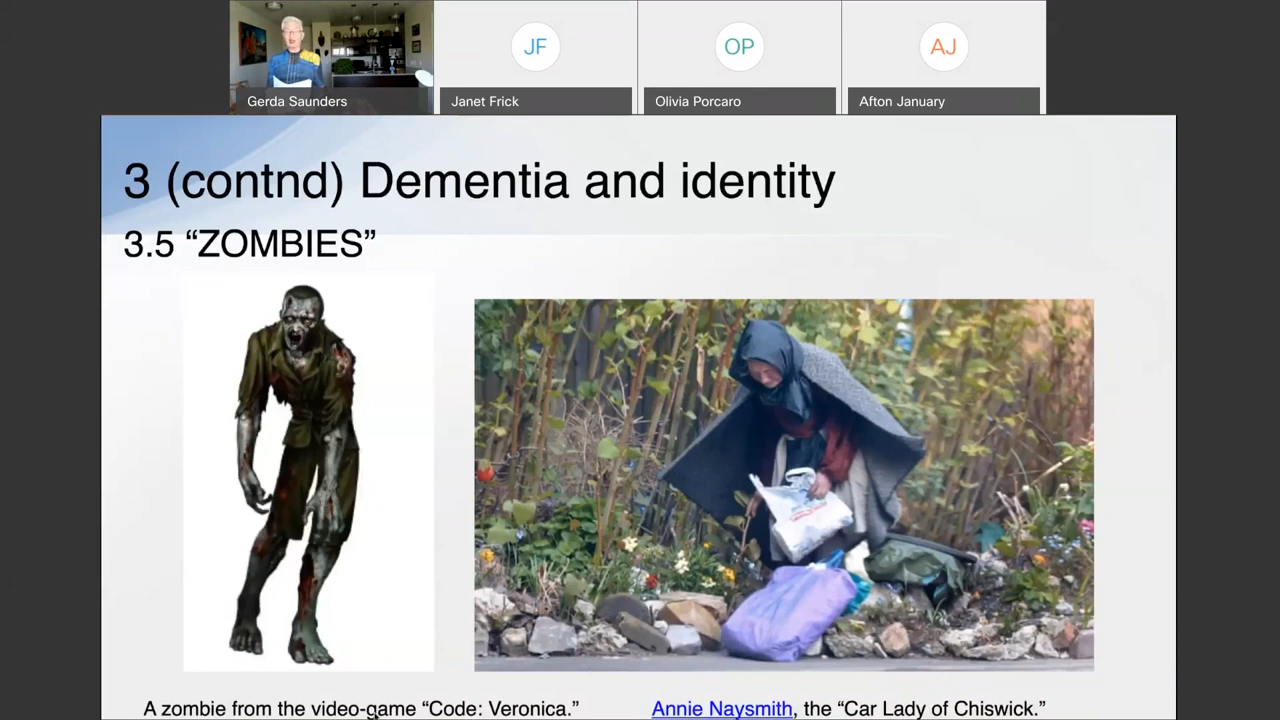 JF
OP
AJ
Gerda Saunders
Janet Frick
Olivia Porcaro
Afton January
3 (contnd) Dementia and identity
3.5 “ZOMBIES”
A zombie from the video-game “Code: Veronica.”
Annie Naysmith, the “Car Lady of Chiswick.”